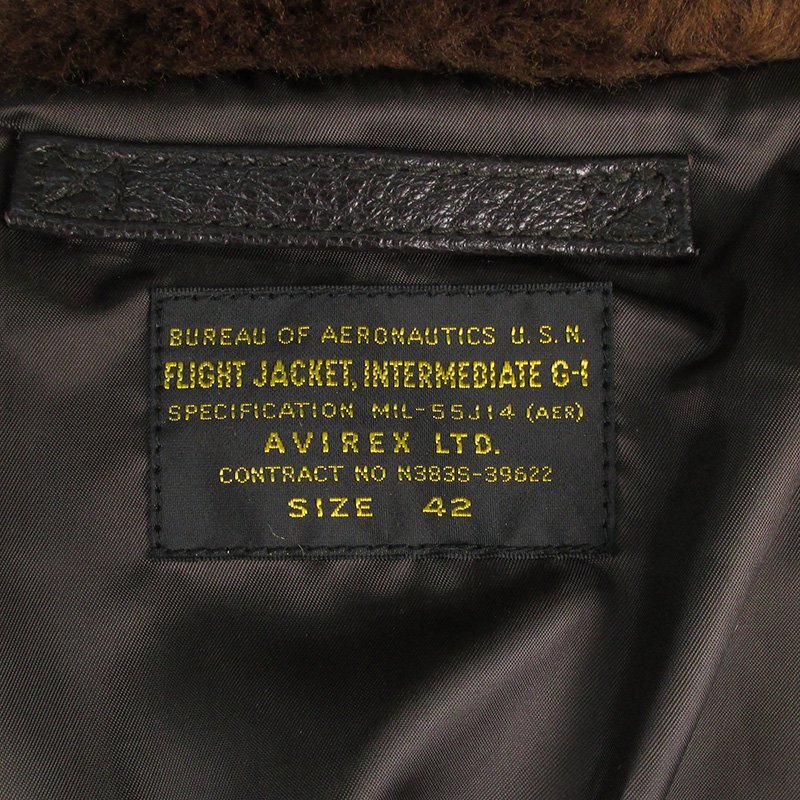 BUREAU OF AERONAUTICS U.S.N.
FLIGHT JACKET, INTERMEDIATE G-1
SPECIFICATION MIL-55J14 (AER)
AVIREX LTD.
CONTRACT NO N383S-39622
SIZE 42